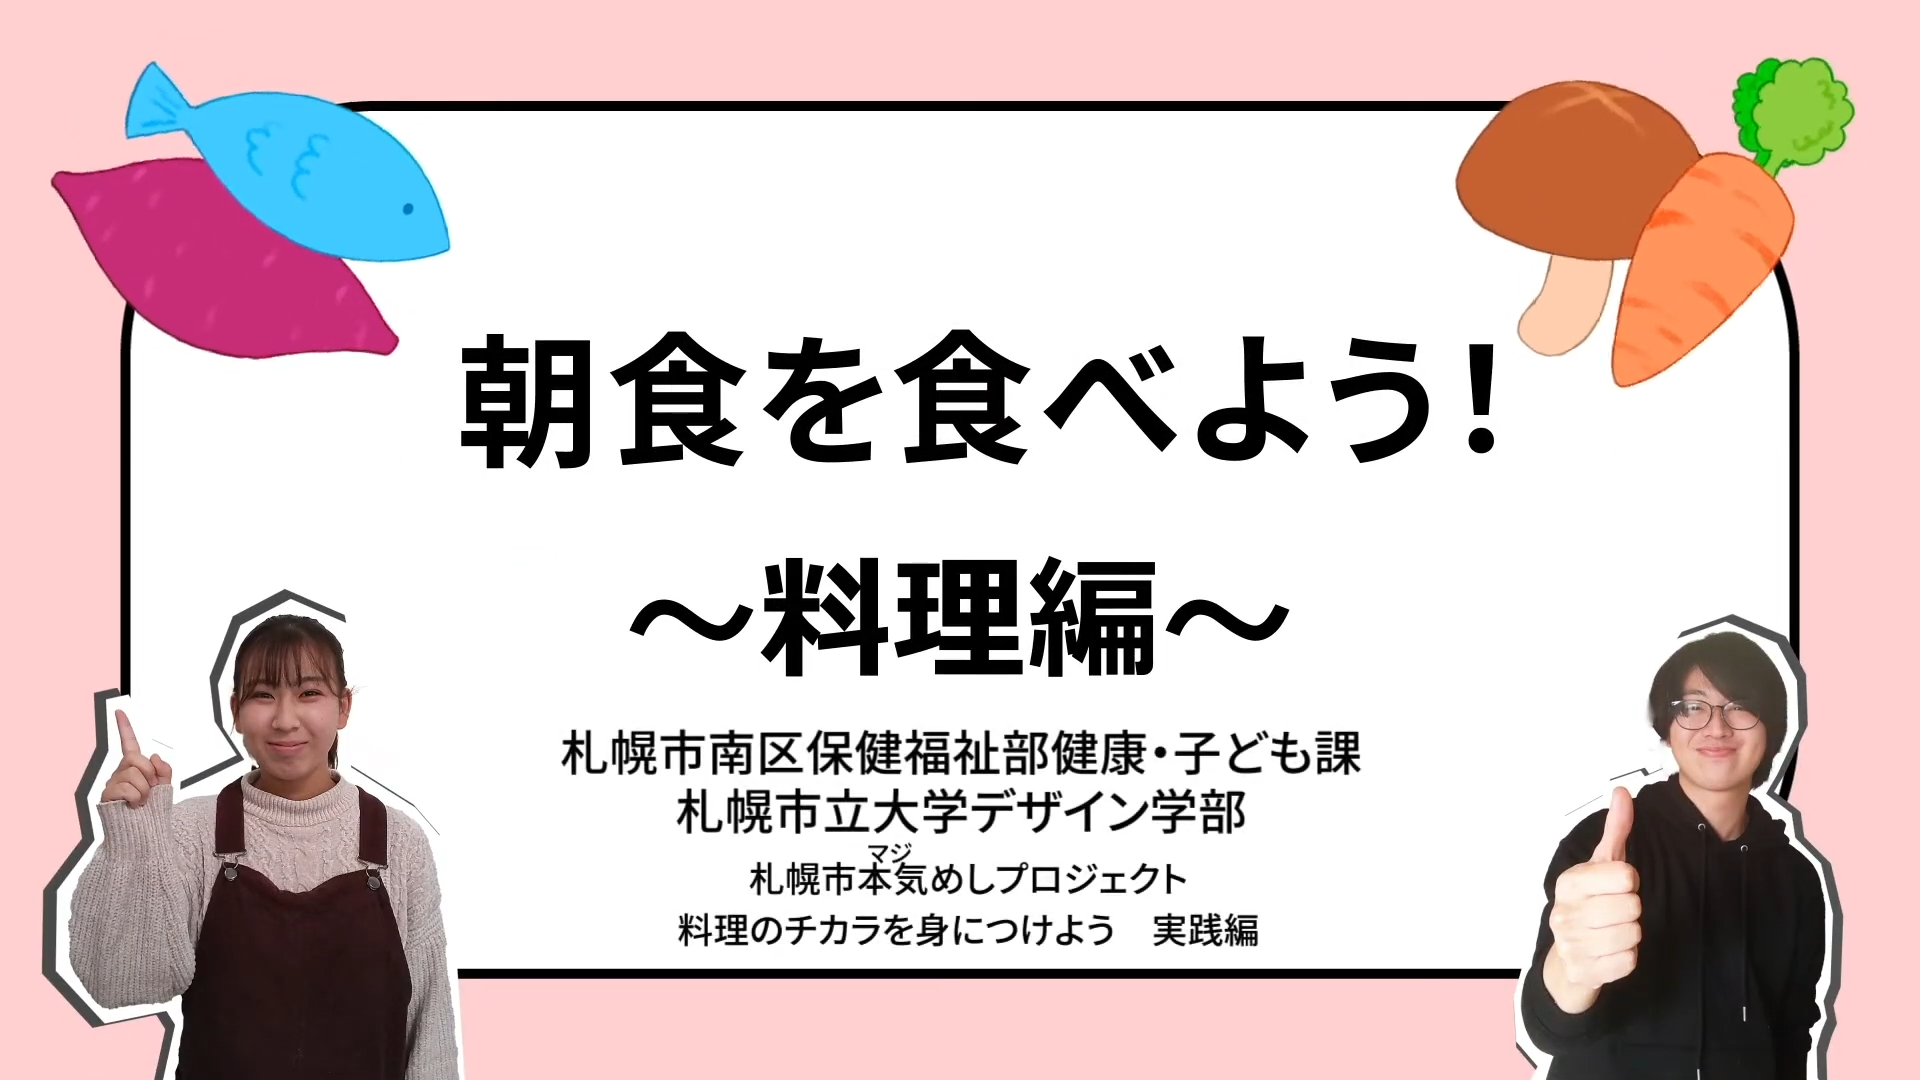 朝食を食べよう!
～料理編～
札幌市南区保健福祉部健康・子ども課
札幌市立大学デザイン学部
マジ
札幌市本気めしプロジェクト
料理のチカラを身につけよう　実践編